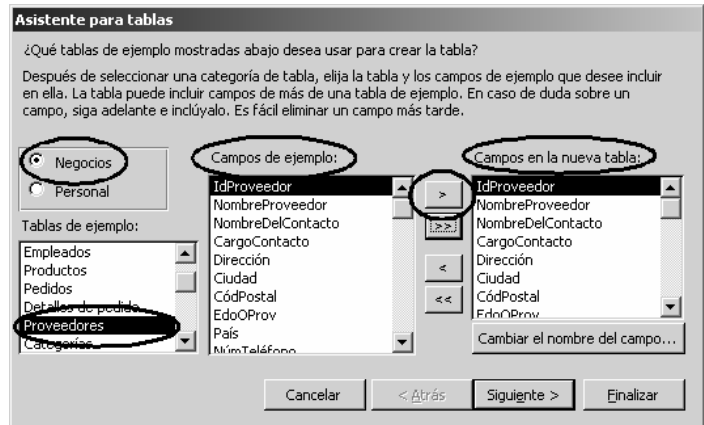 Asistente para tablas
¿Qué tablas de ejemplo mostradas abajo desea usar para crear la tabla?
Después de seleccionar una categoría de tabla, elija la tabla y los campos de ejemplo que desee incluir
en ella. La tabla puede incluir campos de más de una tabla de ejemplo. En caso de duda sobre un
campo, siga adelante e inclúyalo. Es fácil eliminar un campo más tarde.
Negocios
Personal
Tablas de ejemplo:
Empleados
Productos
Pedidos
Detalles de pedido
Proveedores
Categorías
Campos de ejemplo:
IdProveedor
NombreProveedor
NombreDelContacto
CargoContacto
Dirección
Ciudad
CódPostal
EdoOProv
País
NúmTeléfono
>
>>
<
<<
Campos en la nueva tabla:
IdProveedor
NombreProveedor
NombreDelContacto
CargoContacto
Dirección
Ciudad
CódPostal
EdoOProv
Cambiar el nombre del campo...
Cancelar
< Atrás
Siguiente >
Finalizar